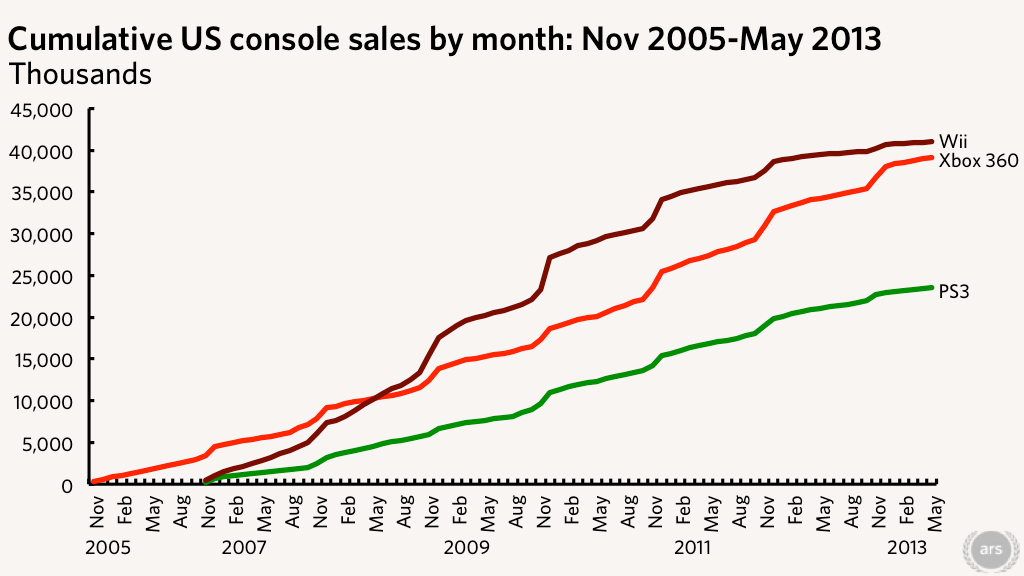 Cumulative US console sales by month: Nov 2005-May 2013
Thousands
45,000
40,000
35,000
30,000
25,000
20,000
15,000
10,000
5,000
0
Wii
Xbox 360
PS3
Nov Feb May Aug Nov Feb May Aug Nov Feb May Aug Nov Feb May Aug Nov Feb May Aug Nov Feb May Aug Nov Feb May Aug Nov Feb May
2005 2007 2009 2011 2013
ars